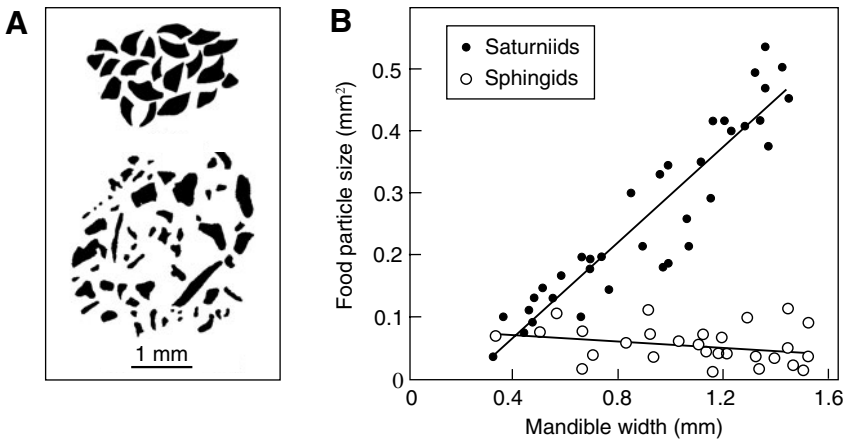 A
1 mm
B
Saturniids
Sphingids
Food particle size (mm²)
0.5
0.4
0.3
0.2
0.1
0
0 0.4 0.8 1.2 1.6
Mandible width (mm)